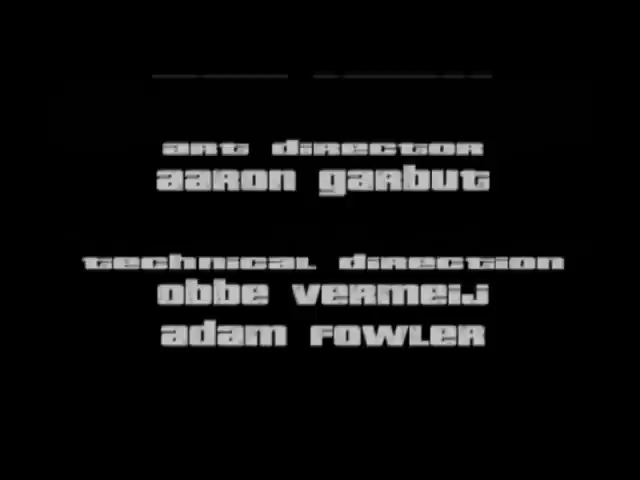 art director
aaron garbut
technical direction
obbe vermeij
adam fowler